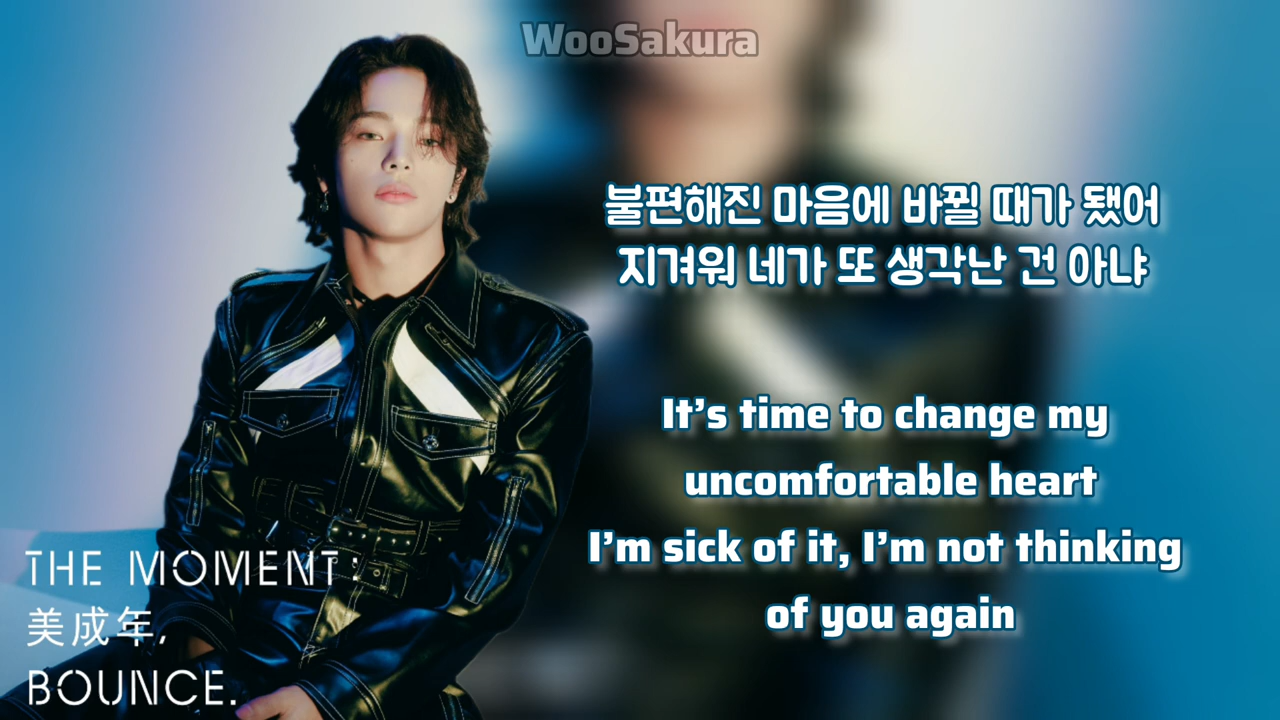 WooSakura
불편해진 마음에 바뀔 때가 됐어
지겨워 네가 또 생각난 건 아냐
It's time to change my
uncomfortable heart
I'm sick of it, I'm not thinking
of you again
THE MOMENT:
美成年,
BOUNCE.